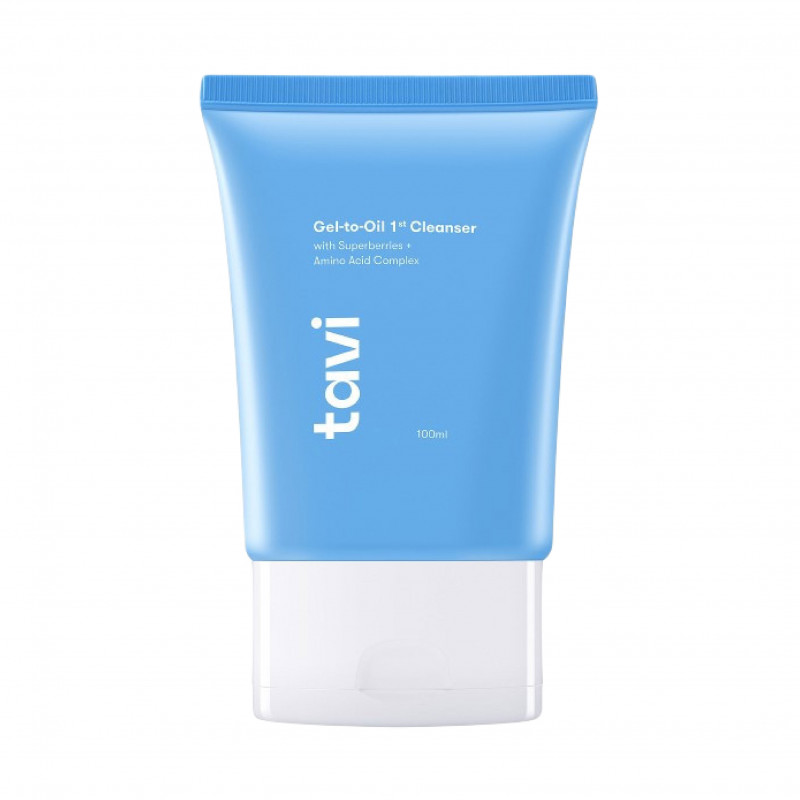 Gel-to-Oil 1st Cleanser
with Superberries +
Amino Acid Complex
tavi
100ml